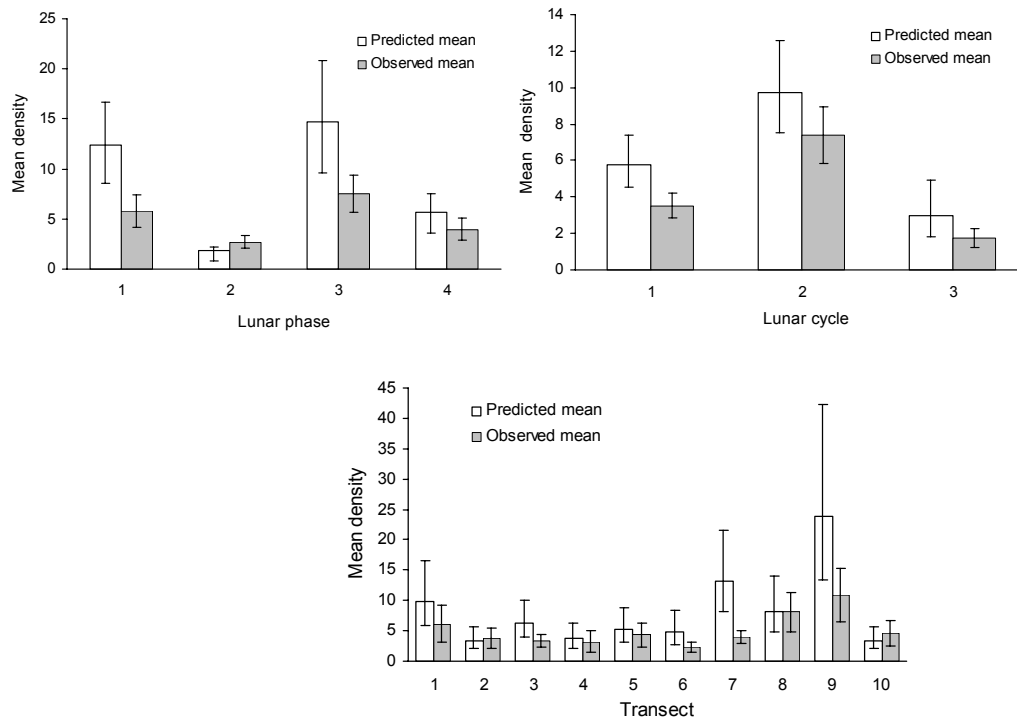 25
20
15
10
5
0
Mean density
Predicted mean
Observed mean
1 2 3 4
Lunar phase
14
12
10
8
6
4
2
0
Mean density
Predicted mean
Observed mean
1 2 3
Lunar cycle
45
40
35
30
25
20
15
10
5
0
Mean density
Predicted mean
Observed mean
1 2 3 4 5 6 7 8 9 10
Transect